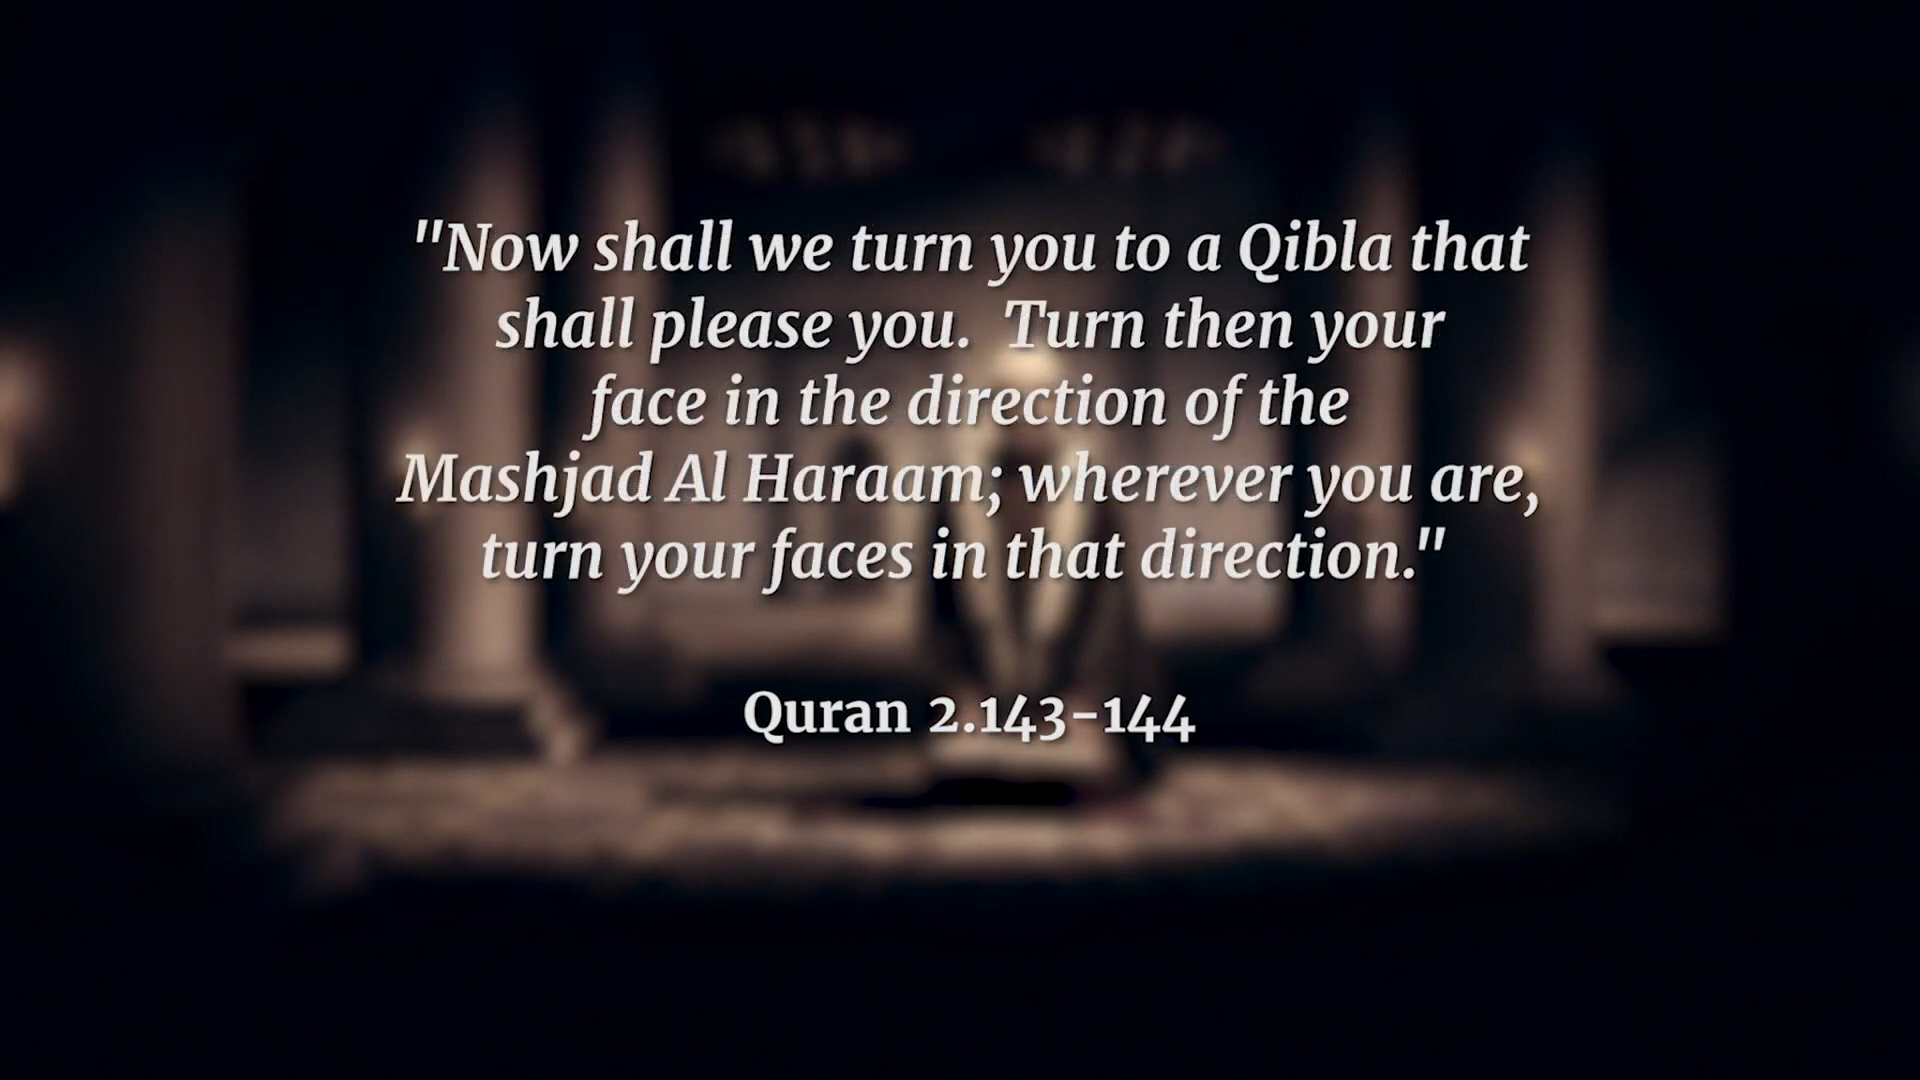 "Now shall we turn you to a Qibla that
shall please you.  Turn then your
face in the direction of the
Mashjad Al Haraam; wherever you are,
turn your faces in that direction."
Quran 2.143-144